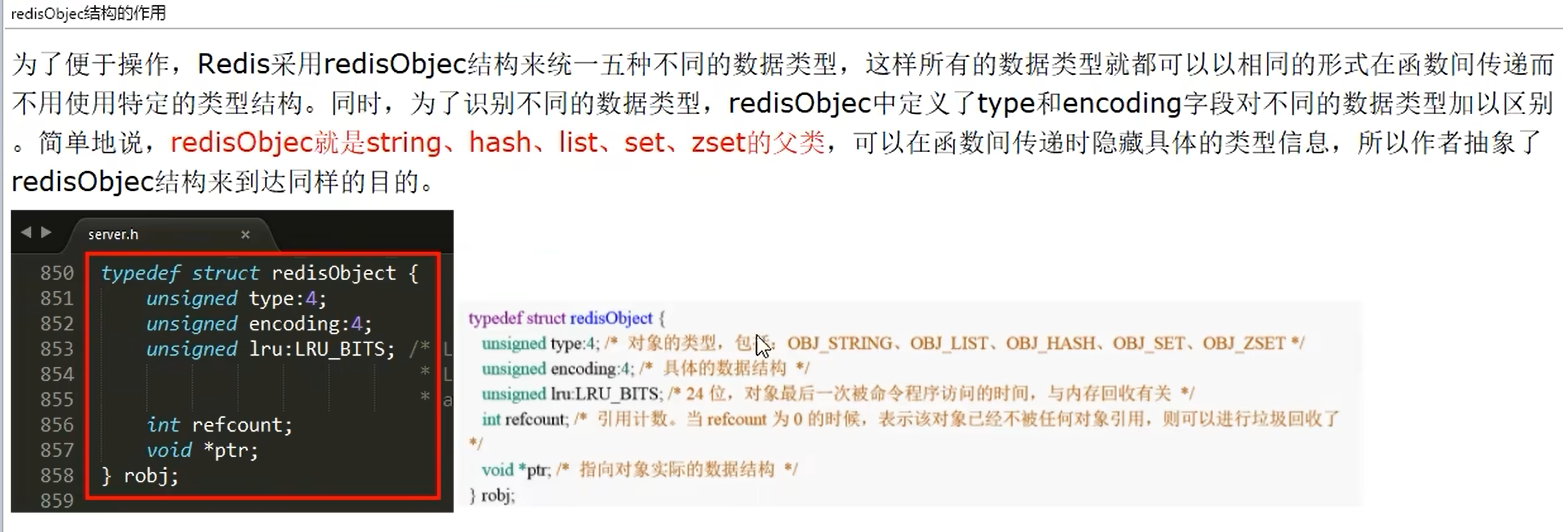 redisObjec结构的作用
为了便于操作，Redis采用redisObjec结构来统一五种不同的数据类型，这样所有的数据类型就都可以以相同的形式在函数间传递而
不用使用特定的类型结构。同时，为了识别不同的数据类型，redisObjec中定义了type和encoding字段对不同的数据类型加以区别
。简单地说，redisObjec就是string、hash、list、set、zset的父类，可以在函数间传递时隐藏具体的类型信息，所以作者抽象了
redisObjec结构来到达同样的目的。
server.h ×
850 typedef struct redisObject {
851 unsigned type:4;
852 unsigned encoding:4;
853 unsigned lru:LRU_BITS; /* L
854 * L
855 * a
856 int refcount;
857 void *ptr;
858 } robj;
859
typedef struct redisObject {
unsigned type:4; /* 对象的类型，包括：OBJ_STRING、OBJ_LIST、OBJ_HASH、OBJ_SET、OBJ_ZSET */
unsigned encoding:4; /* 具体的数据结构 */
unsigned lru:LRU_BITS; /* 24 位，对象最后一次被命令程序访问的时间，与内存回收有关 */
int refcount; /* 引用计数。当 refcount 为 0 的时候，表示该对象已经不被任何对象引用，则可以进行垃圾回收了
*/
void *ptr; /* 指向对象实际的数据结构 */
} robj;